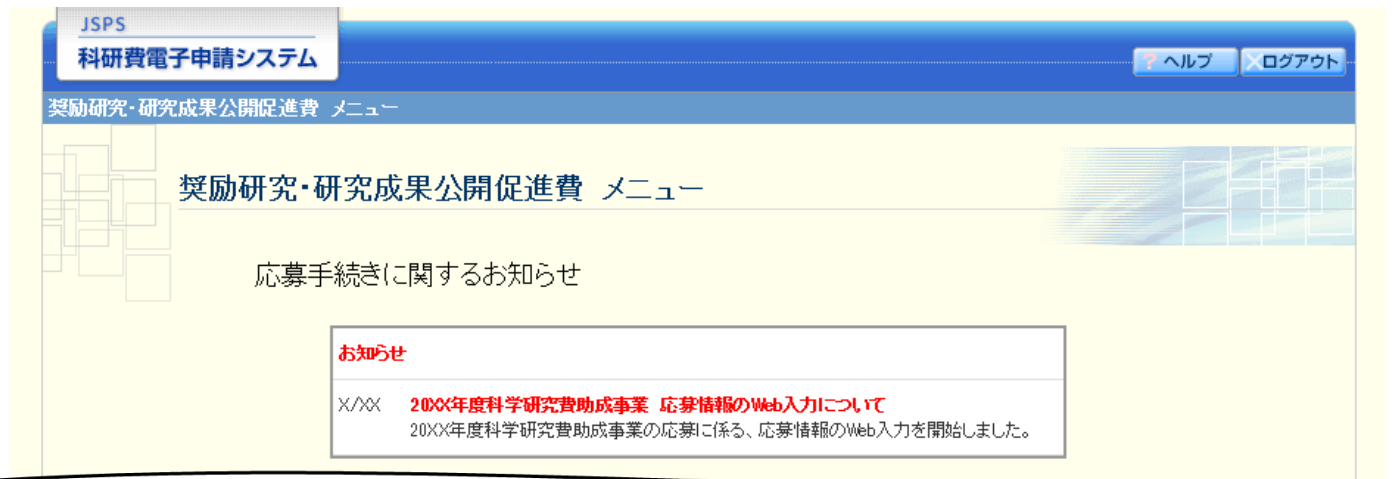 JSPS
科研費電子申請システム
? ヘルプ
×ログアウト
奨励研究・研究成果公開促進費 メニュー
奨励研究・研究成果公開促進費 メニュー
応募手続きに関するお知らせ
お知らせ
X/XX 20XX年度科学研究費助成事業 応募情報のWeb入力について
20XX年度科学研究費助成事業の応募に係る、応募情報のWeb入力を開始しました。